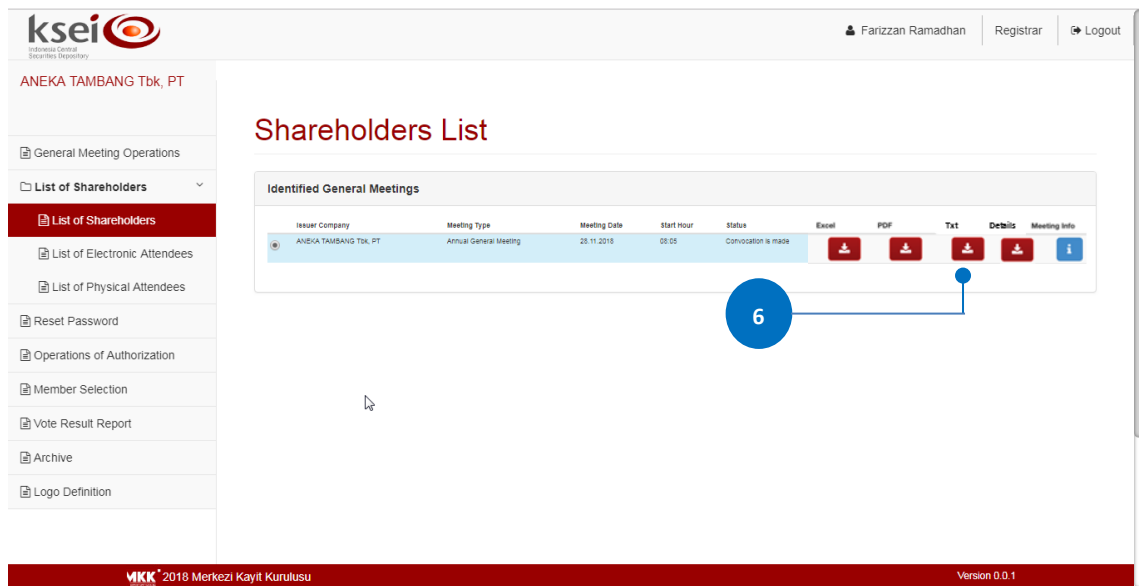 ksei
Indonesia Central
Securities Depository
Farizzan Ramadhan
Registrar
Logout
ANEKA TAMBANG Tbk, PT
General Meeting Operations
List of Shareholders
List of Shareholders
List of Electronic Attendees
List of Physical Attendees
Reset Password
Operations of Authorization
Member Selection
Vote Result Report
Archive
Logo Definition
Shareholders List
Identified General Meetings
Issuer Company Meeting Type Meeting Date Start Hour Status Excel PDF Txt Details Meeting Info
ANEKA TAMBANG Tbk, PT Annual General Meeting 28.11.2018 08:05 Convocation is made
6
MKK 2018 Merkezi Kayit Kurulusu
Version 0.0.1